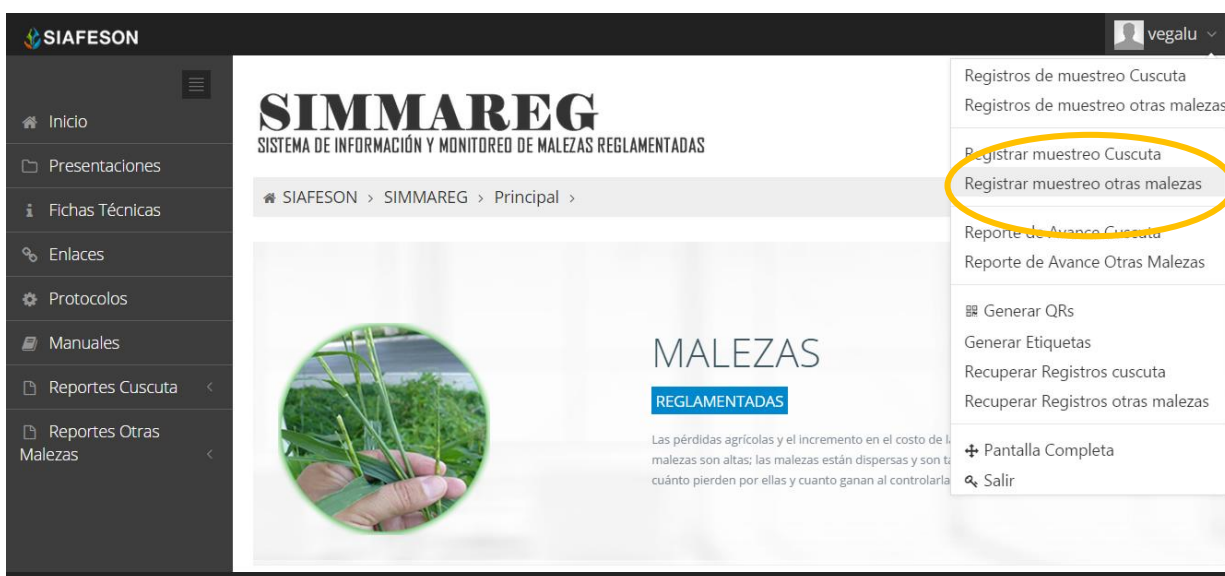 SIAFESON
vegalu
Inicio
Presentaciones
Fichas Técnicas
Enlaces
Protocolos
Manuales
Reportes Cuscuta
Reportes Otras
Malezas
SIMMAREG
SISTEMA DE INFORMACIÓN Y MONITOREO DE MALEZAS REGLAMENTADAS
SIAFESON > SIMMAREG > Principal >
MALEZAS
REGLAMENTADAS
Las pérdidas agrícolas y el incremento en el costo de
malezas son altas; las malezas están dispersas y son
cuánto pierden por ellas y cuanto ganan al
Registros de muestreo Cuscuta
Registros de muestreo otras malezas
Registrar muestreo Cuscuta
Registrar muestreo otras malezas
Reporte de Avance Cuscuta
Reporte de Avance Otras Malezas
Generar QRs
Generar Etiquetas
Recuperar Registros cuscuta
Recuperar Registros otras malezas
Pantalla Completa
Salir